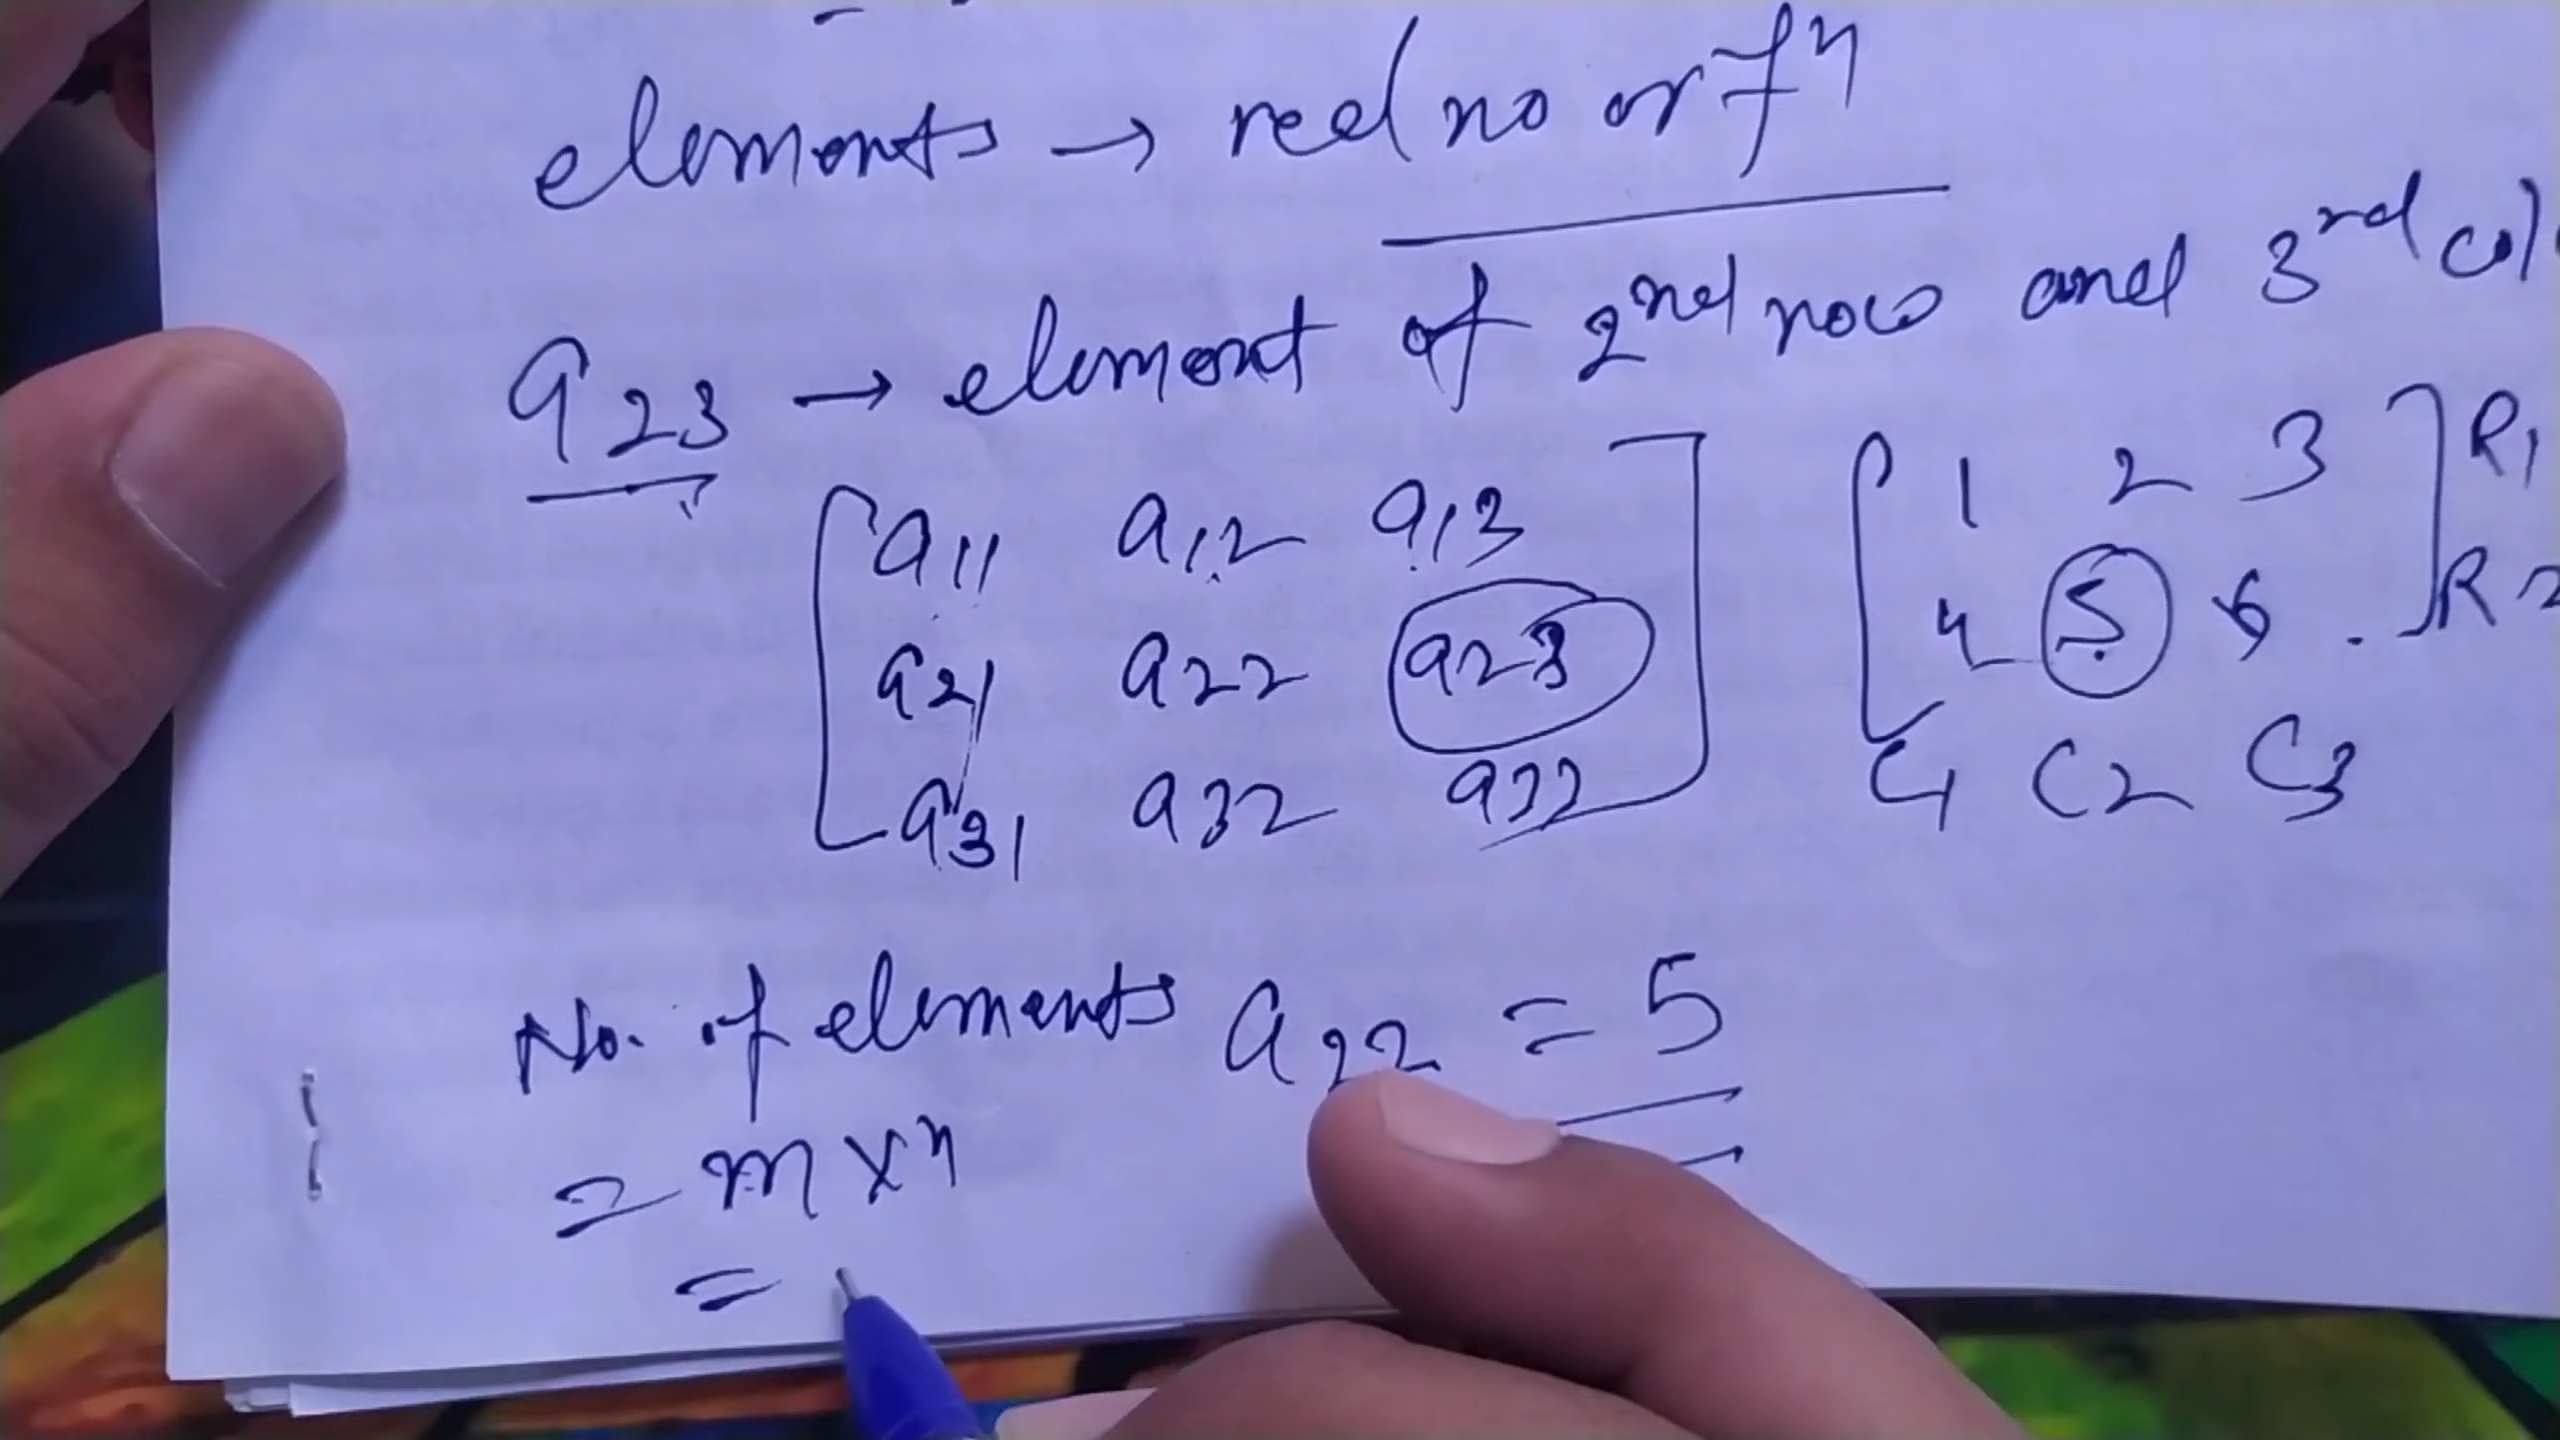 elements → real no or fn
a23 → element of 2nd row and 3rd col
a11 a12 a13
a21 a22 a23
a31 a32 a32
1 2 3 R1
4 5 6 . R2
C1 C2 C3
No. of elements
= m x n
=
a22 = 5